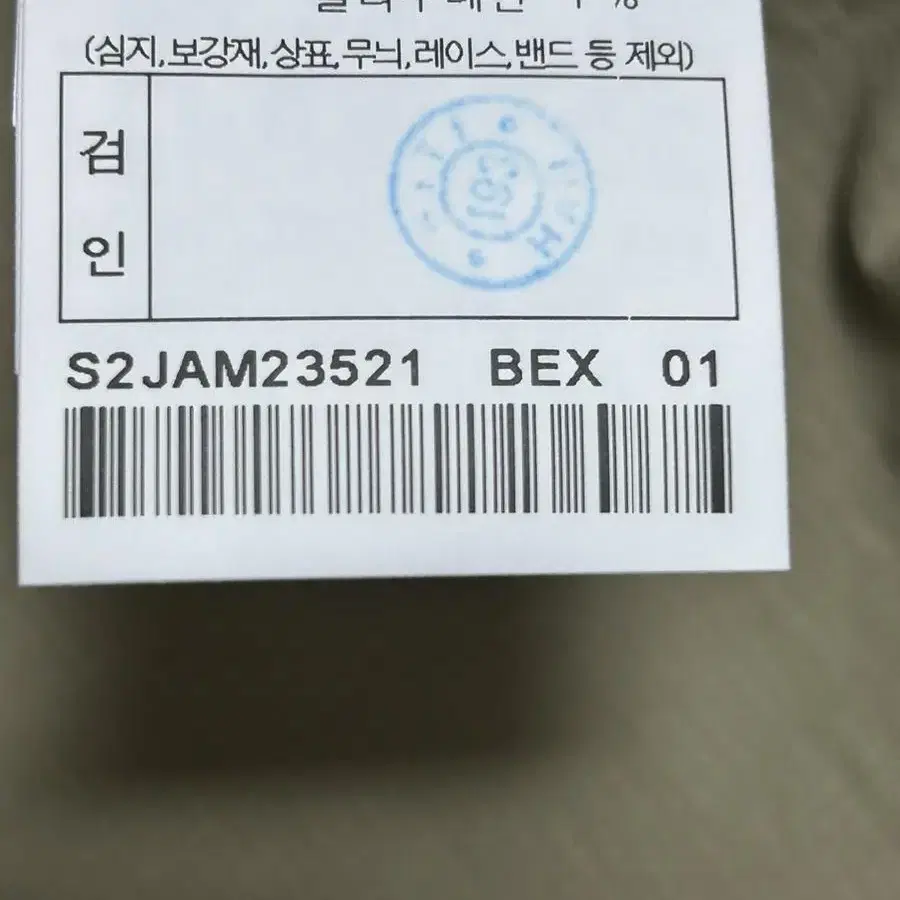 (심지,보강재,상표,무늬,레이스,밴드 등 제외)
검
인
S2JAM23521 BEX 01